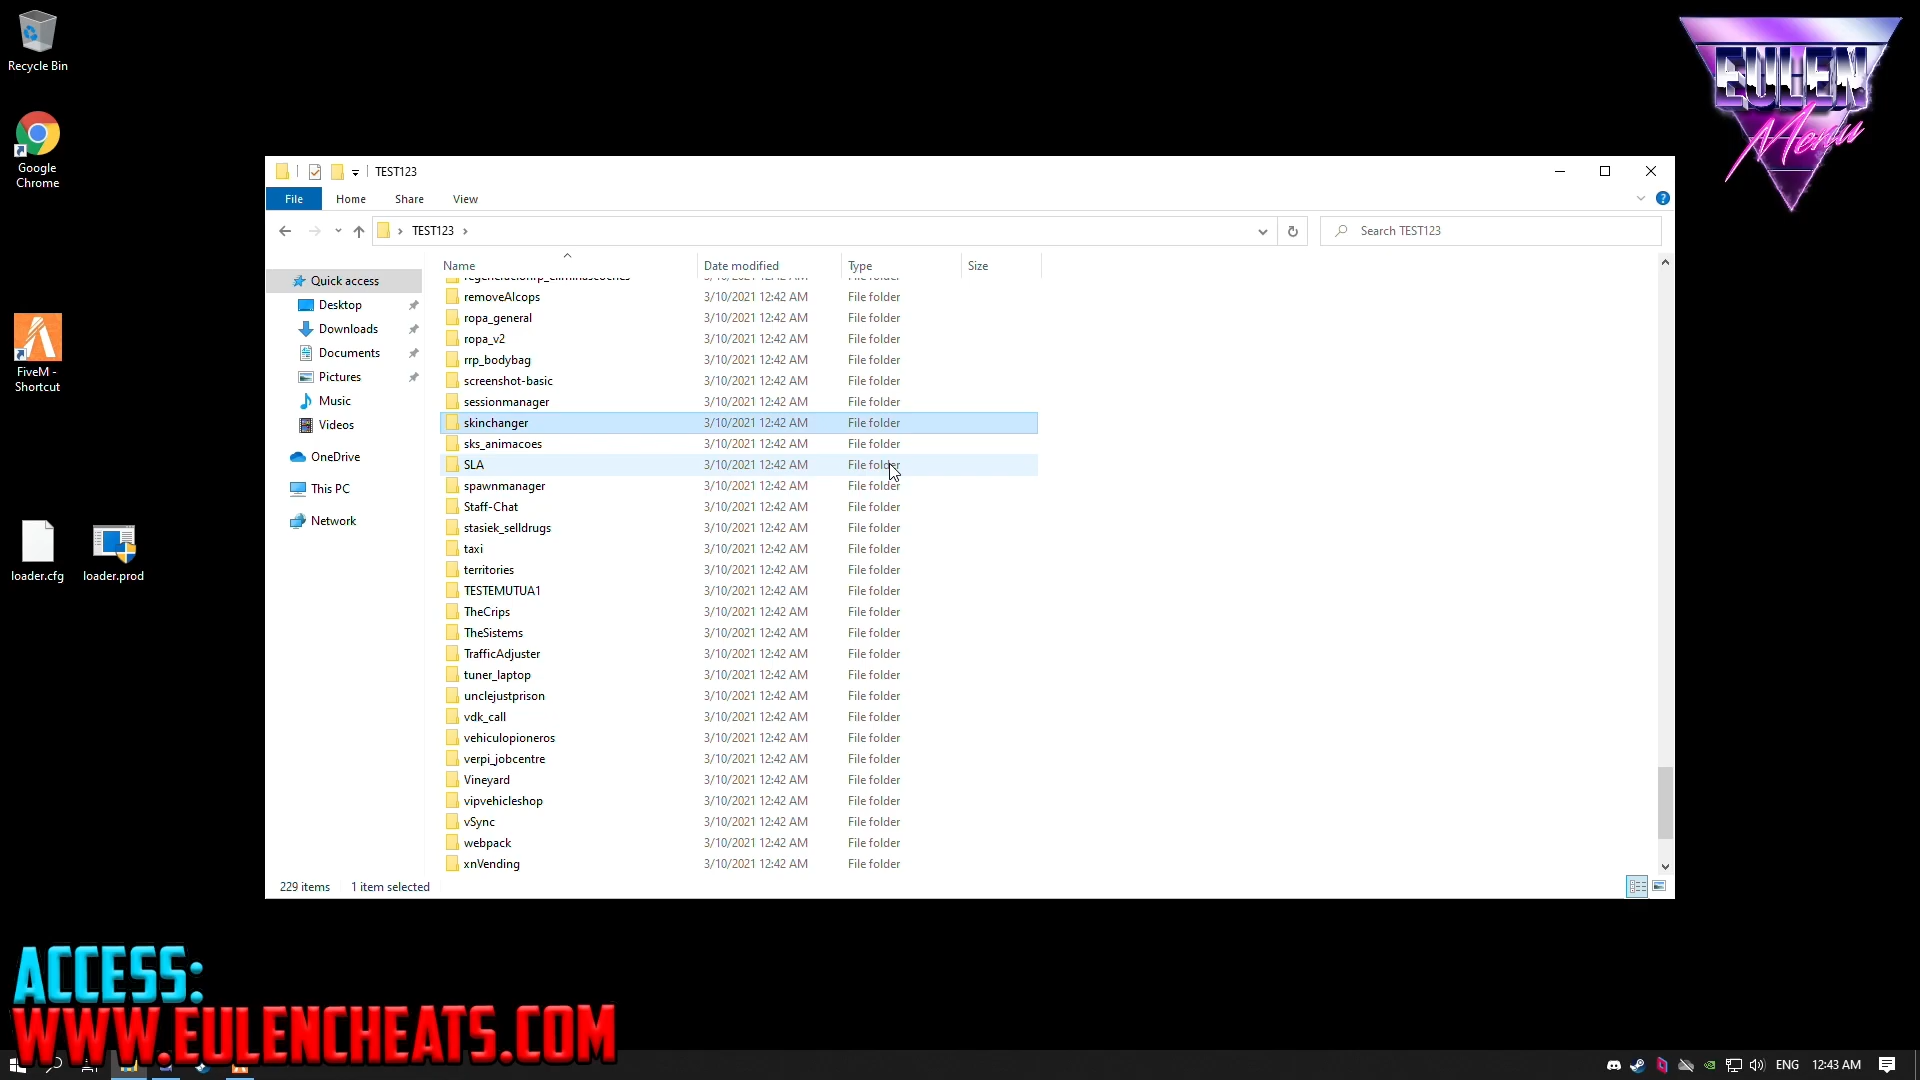 Recycle Bin
Google
Chrome
FiveM -
Shortcut
loader.cfg
loader.prod
EULEN
Menu
TEST123
File
Home
Share
View
TEST123
Search TEST123
Quick access
Desktop
Downloads
Documents
Pictures
Music
Videos
OneDrive
This PC
Network
Name Date modified Type Size
removeAlcops 3/10/2021 12:42 AM File folder
ropa_general 3/10/2021 12:42 AM File folder
ropa_v2 3/10/2021 12:42 AM File folder
rrp_bodybag 3/10/2021 12:42 AM File folder
screenshot-basic 3/10/2021 12:42 AM File folder
sessionmanager 3/10/2021 12:42 AM File folder
skinchanger 3/10/2021 12:42 AM File folder
sks_animacoes 3/10/2021 12:42 AM File folder
SLA 3/10/2021 12:42 AM File folder
spawnmanager 3/10/2021 12:42 AM File folder
Staff-Chat 3/10/2021 12:42 AM File folder
stasiek_selldrugs 3/10/2021 12:42 AM File folder
taxi 3/10/2021 12:42 AM File folder
territories 3/10/2021 12:42 AM File folder
TESTEMUTUA1 3/10/2021 12:42 AM File folder
TheCrips 3/10/2021 12:42 AM File folder
TheSistems 3/10/2021 12:42 AM File folder
TrafficAdjuster 3/10/2021 12:42 AM File folder
tuner_laptop 3/10/2021 12:42 AM File folder
unclejustprison 3/10/2021 12:42 AM File folder
vdk_call 3/10/2021 12:42 AM File folder
vehiculopioneros 3/10/2021 12:42 AM File folder
verpi_jobcentre 3/10/2021 12:42 AM File folder
Vineyard 3/10/2021 12:42 AM File folder
vipvehicleshop 3/10/2021 12:42 AM File folder
vSync 3/10/2021 12:42 AM File folder
webpack 3/10/2021 12:42 AM File folder
xnVending 3/10/2021 12:42 AM File folder
229 items 1 item selected
ACCESS:
WWW.EULENCHEATS.COM
ENG 12:43 AM